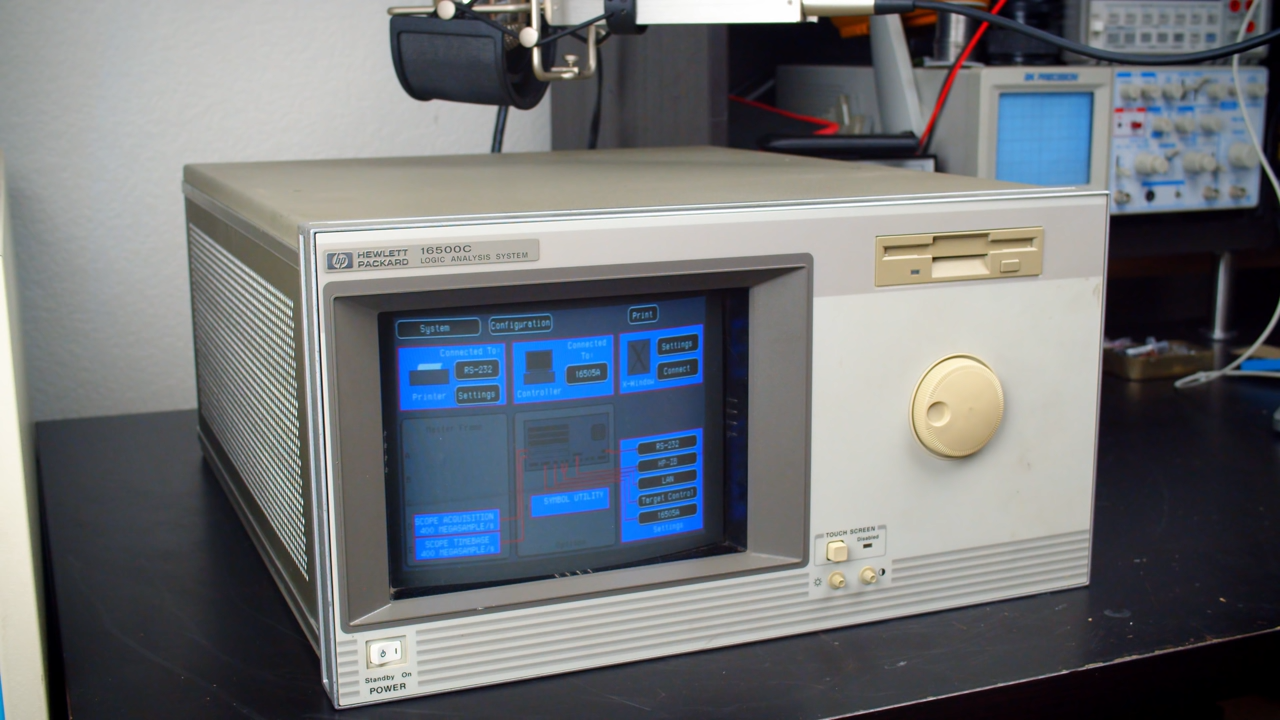 BK PRECISION
hp HEWLETT PACKARD
16500C
LOGIC ANALYSIS SYSTEM
System
Configuration
Print
Connected To:
RS-232
Printer
Settings
Connected To:
16505A
Controller
Settings
X-Window
Connect
SCOPE ACQUISITION
400 MEGASAMPLE/s
SCOPE TIMEBASE
400 MEGASAMPLE/s
SYMBOL UTILITY
RS-232
HP-IB
LAN
Target Control
16505A
Settings
TOUCH SCREEN
Disabled
Standby On
POWER